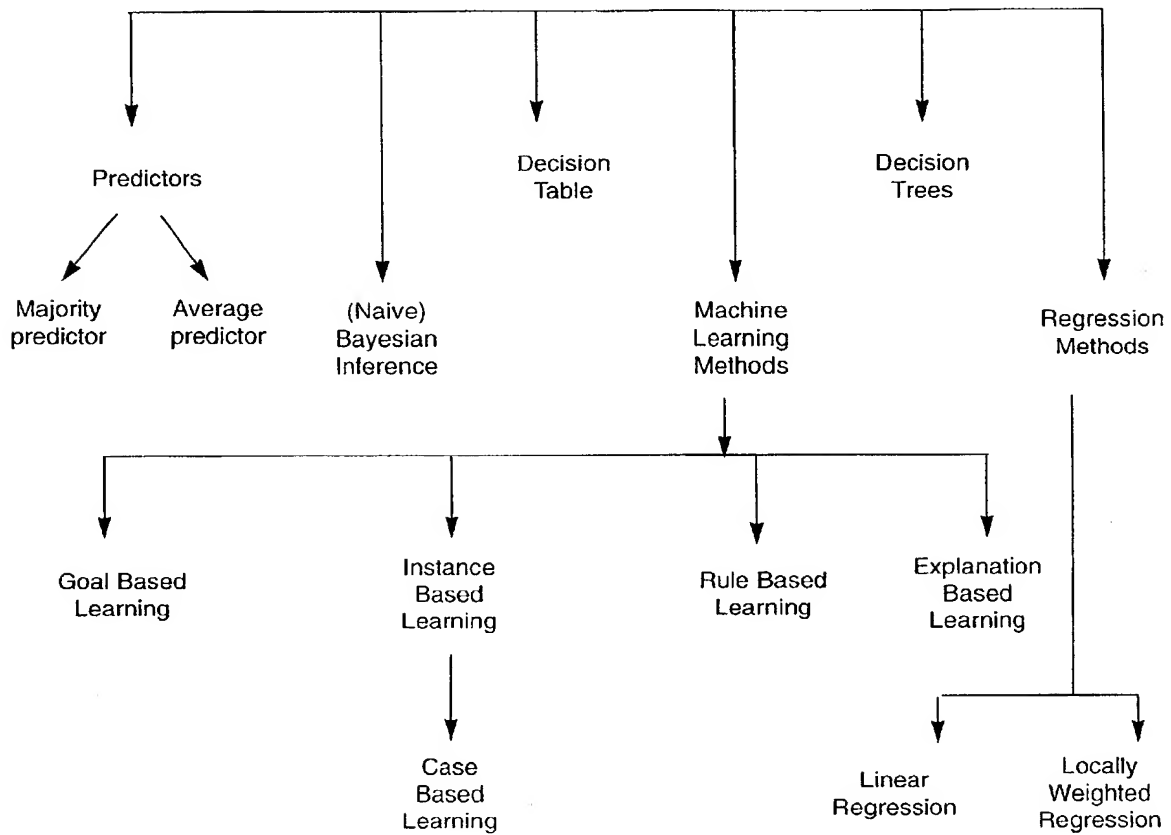 Predictors
Decision
Table
Decision
Trees
Majority
predictor
Average
predictor
(Naive)
Bayesian
Inference
Machine
Learning
Methods
Regression
Methods
Goal Based
Learning
Instance
Based
Learning
Rule Based
Learning
Explanation
Based
Learning
Case
Based
Learning
Linear
Regression
Locally
Weighted
Regression